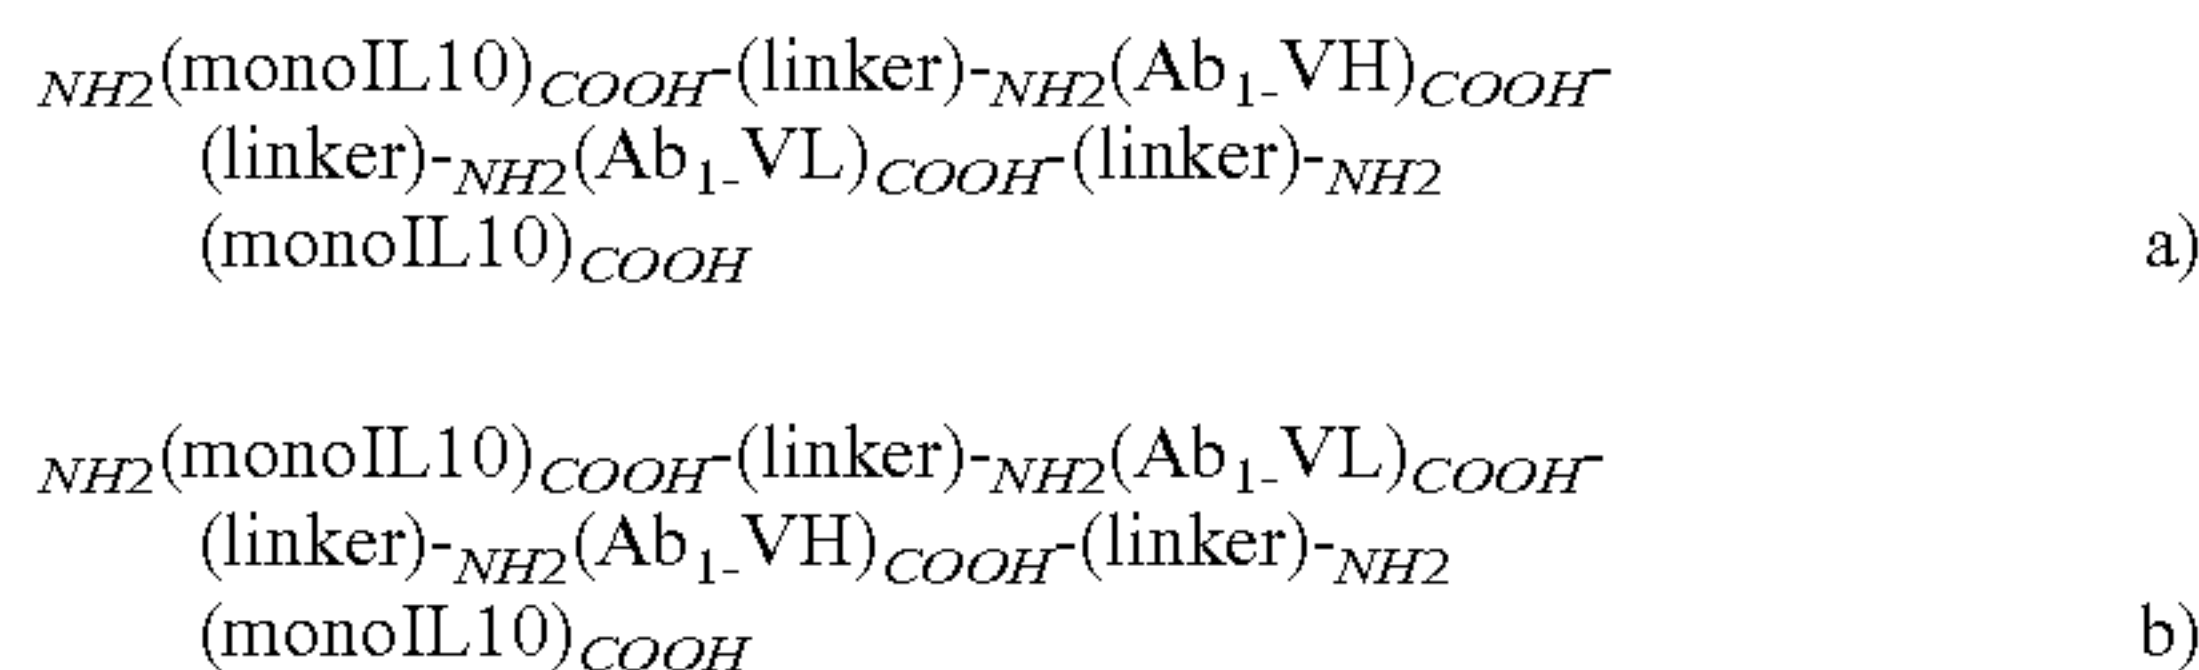 NH2(monoIL10)COOH-(linker)-NH2(Ab1-VH)COOH-
(linker)-NH2(Ab1-VL)COOH-(linker)-NH2
(monoIL10)COOH a)
NH2(monoIL10)COOH-(linker)-NH2(Ab1-VL)COOH-
(linker)-NH2(Ab1-VH)COOH-(linker)-NH2
(monoIL10)COOH b)